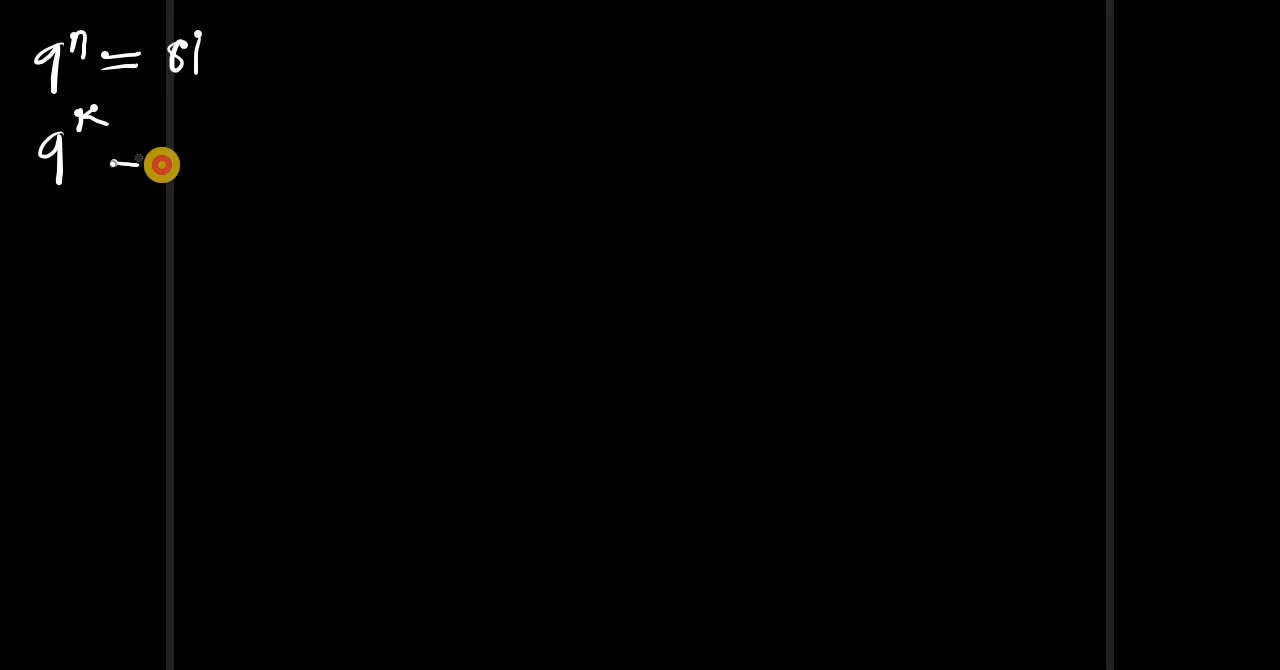 9ⁿ = 81
9ᵏ -